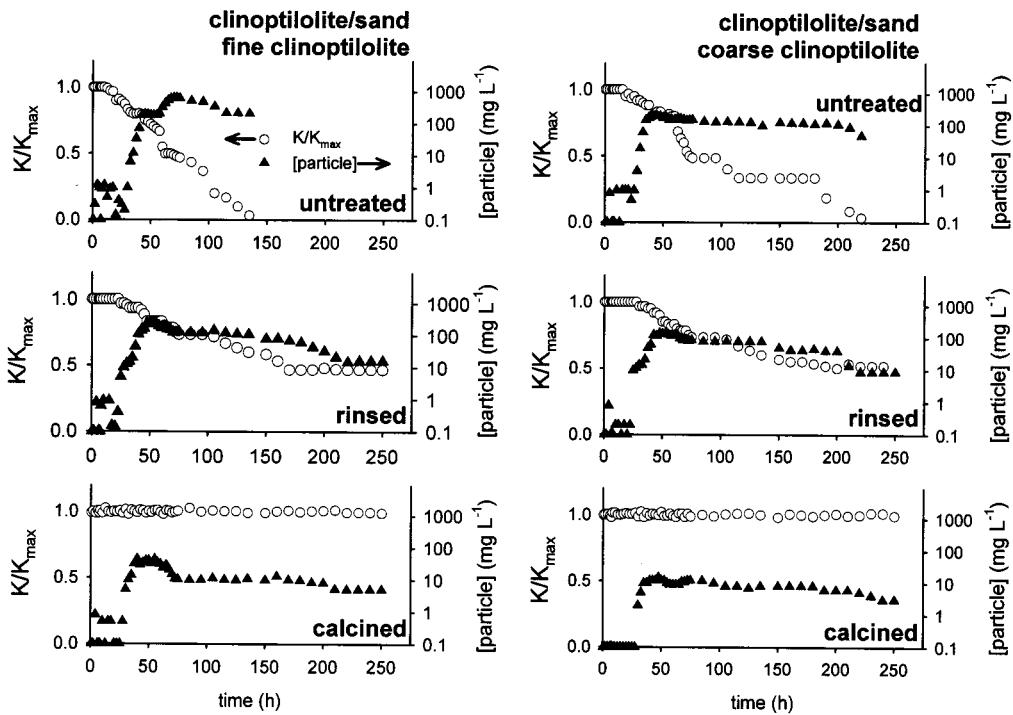 clinoptilolite/sand
fine clinoptilolite
K/Kmax
1.0
0.5
0.0
1000
100
10
1
0.1
[particle] (mg L⁻¹)
K/Kmax
[particle]
untreated
0 50 100 150 200 250
clinoptilolite/sand
coarse clinoptilolite
K/Kmax
1.0
0.5
0.0
1000
100
10
1
0.1
[particle] (mg L⁻¹)
untreated
0 50 100 150 200 250
K/Kmax
1.0
0.5
0.0
1000
100
10
1
0.1
[particle] (mg L⁻¹)
rinsed
0 50 100 150 200 250
K/Kmax
1.0
0.5
0.0
1000
100
10
1
0.1
[particle] (mg L⁻¹)
rinsed
0 50 100 150 200 250
K/Kmax
1.0
0.5
0.0
1000
100
10
1
0.1
[particle] (mg L⁻¹)
calcined
0 50 100 150 200 250
time (h)
K/Kmax
1.0
0.5
0.0
1000
100
10
1
0.1
[particle] (mg L⁻¹)
calcined
0 50 100 150 200 250
time (h)